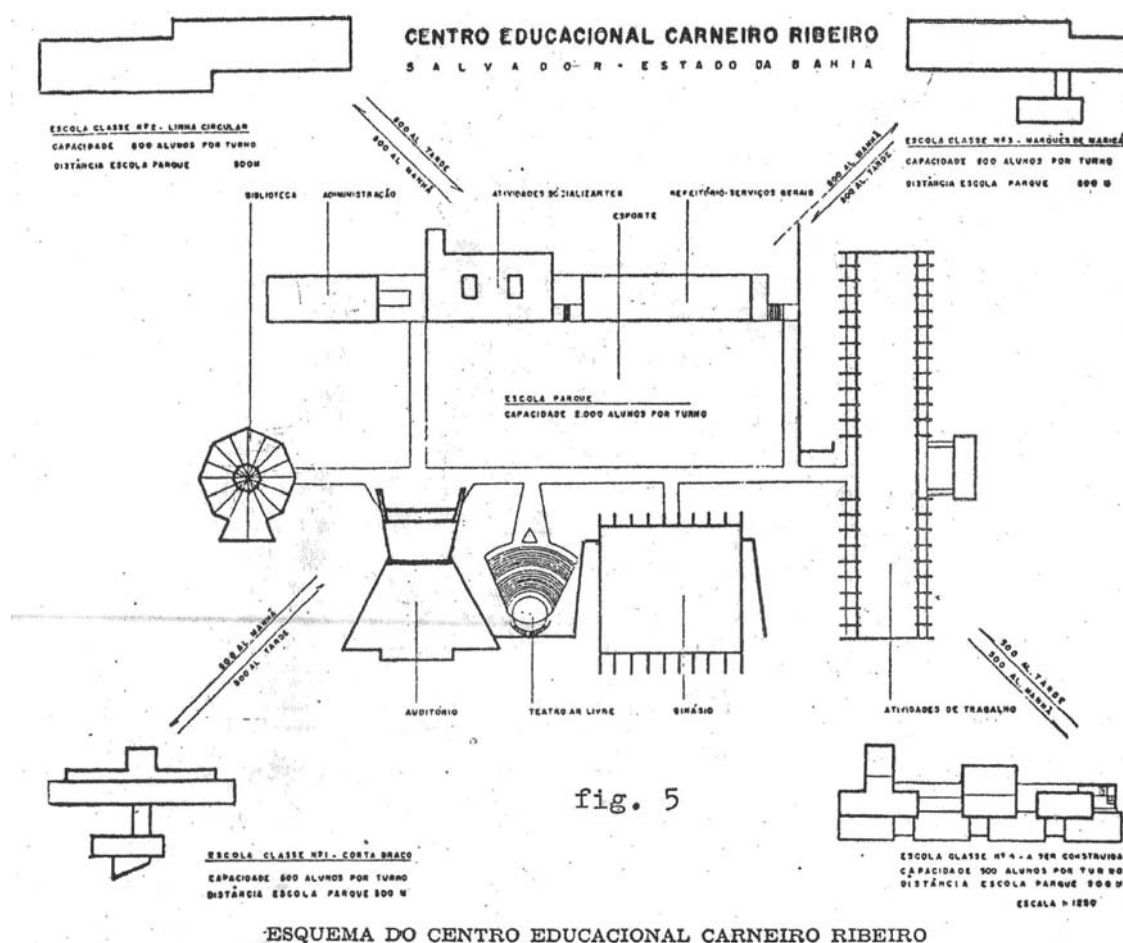 CENTRO EDUCACIONAL CARNEIRO RIBEIRO
SALVADOR - ESTADO DA BAHIA
ESCOLA CLASSE Nº2 - LINHA CIRCULAR
CAPACIDADE 500 ALUNOS POR TURNO
DISTÂNCIA ESCOLA PARQUE 500M
500 AL TARDE
500 AL MANHÃ
ESCOLA CLASSE Nº3 - MARQUÊS DE MARICÁ
CAPACIDADE 500 ALUNOS POR TURNO
DISTÂNCIA ESCOLA PARQUE
500 AL MANHÃ
500 AL TARDE
BIBLIOTECA
ADMINISTRAÇÃO
ATIVIDADES SOCIALIZANTES
ESPORTE
REFEITÓRIO-SERVIÇOS GERAIS
ESCOLA PARQUE
CAPACIDADE 2.000 ALUNOS POR TURNO
500 AL MANHÃ
500 AL TARDE
500 AL. TARDE
500 AL. MANHÃ
AUDITÓRIO
TEATRO AR LIVRE
GINÁSIO
ATIVIDADES DE TRABALHO
fig. 5
ESCOLA CLASSE Nº1 - CORTA BRAÇO
CAPACIDADE 500 ALUNOS POR TURNO
DISTÂNCIA ESCOLA PARQUE
ESCOLA CLASSE Nº 4 - A SER CONSTRUIDA
CAPACIDADE 500 ALUNOS POR TURNO
DISTÂNCIA ESCOLA PARQUE
ESCALA
ESQUEMA DO CENTRO EDUCACIONAL CARNEIRO RIBEIRO